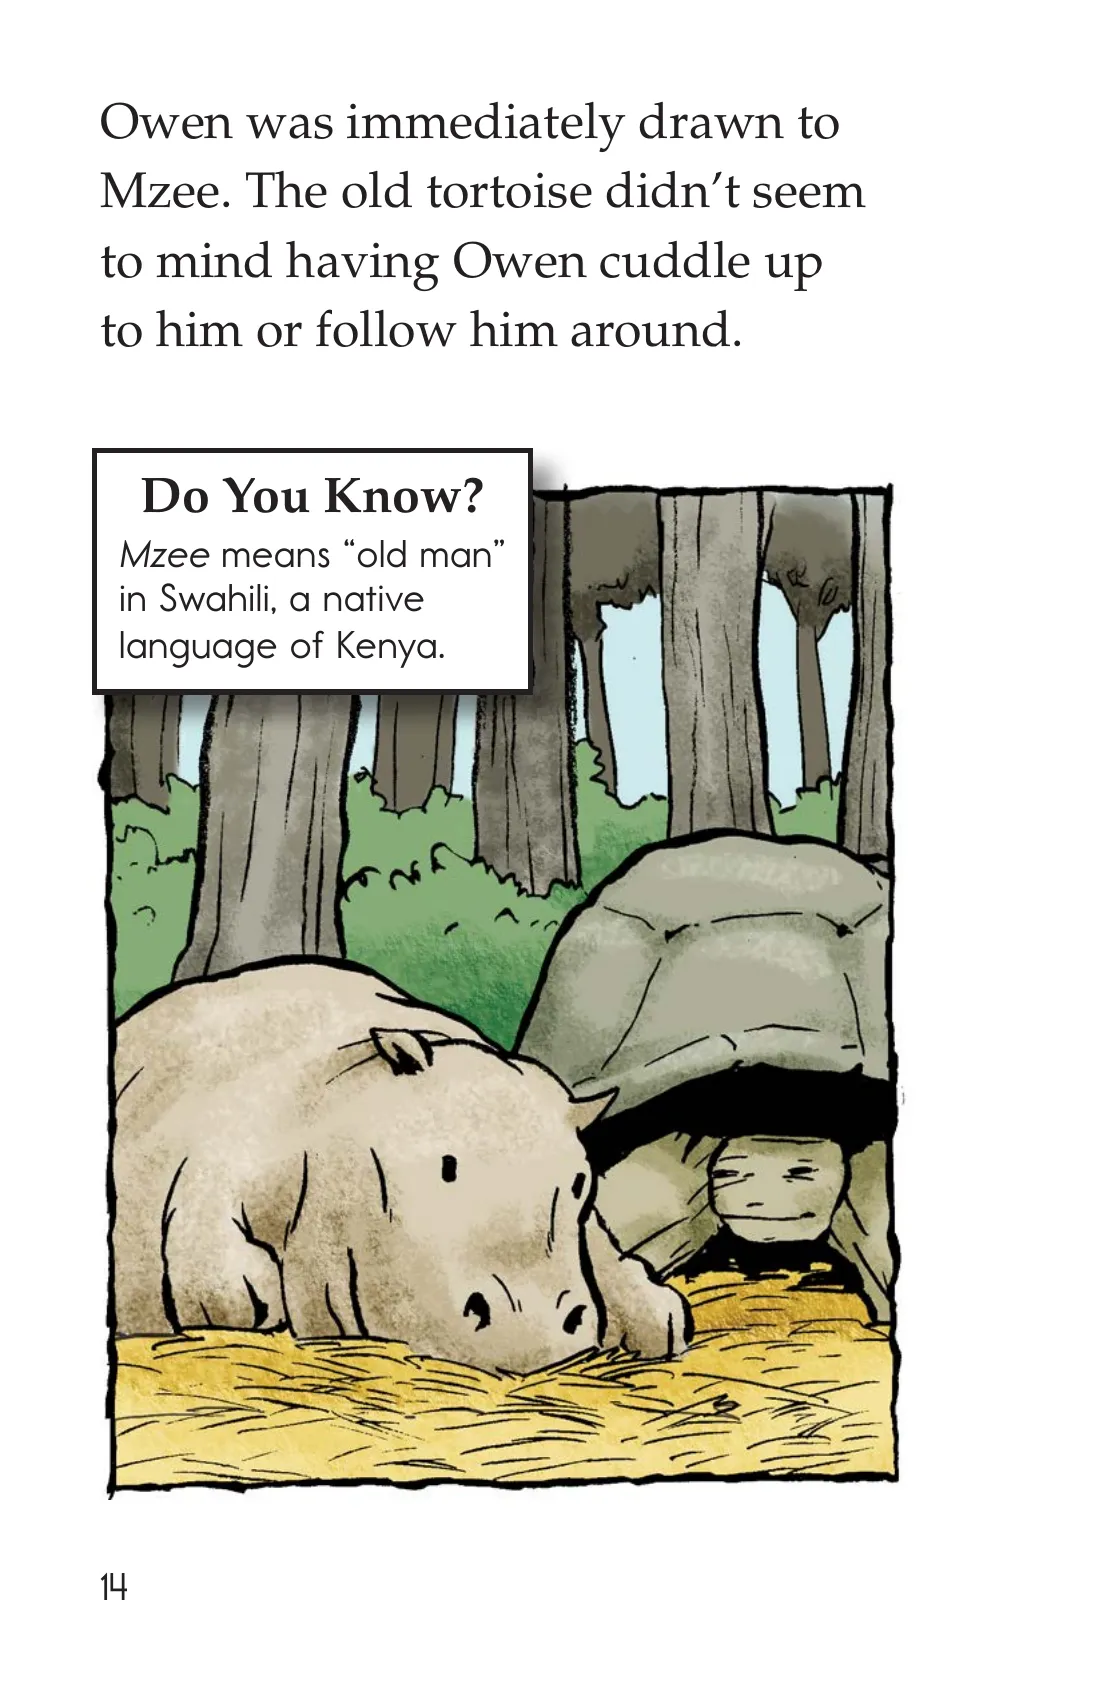 Owen was immediately drawn to
Mzee. The old tortoise didn’t seem
to mind having Owen cuddle up
to him or follow him around.
Do You Know?
Mzee means “old man”
in Swahili, a native
language of Kenya.
14